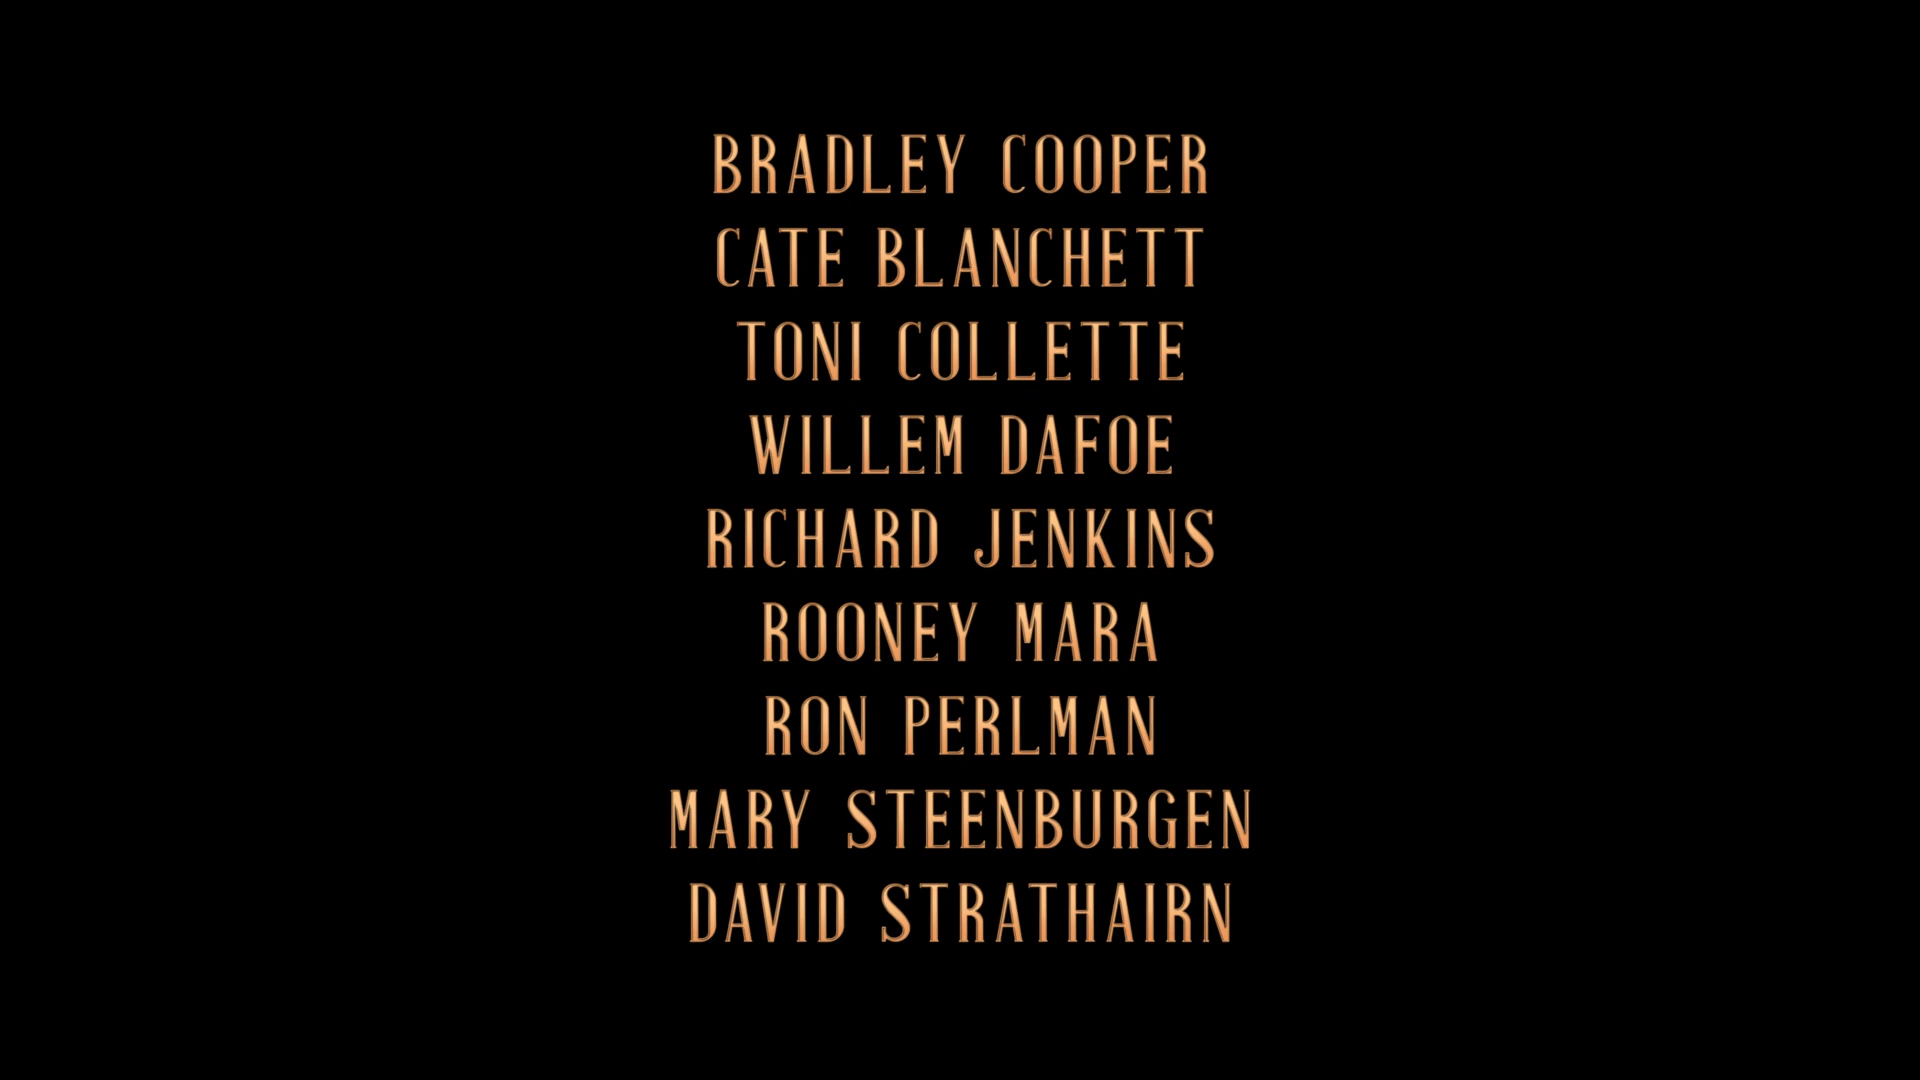 BRADLEY COOPER
CATE BLANCHETT
TONI COLLETTE
WILLEM DAFOE
RICHARD JENKINS
ROONEY MARA
RON PERLMAN
MARY STEENBURGEN
DAVID STRATHAIRN